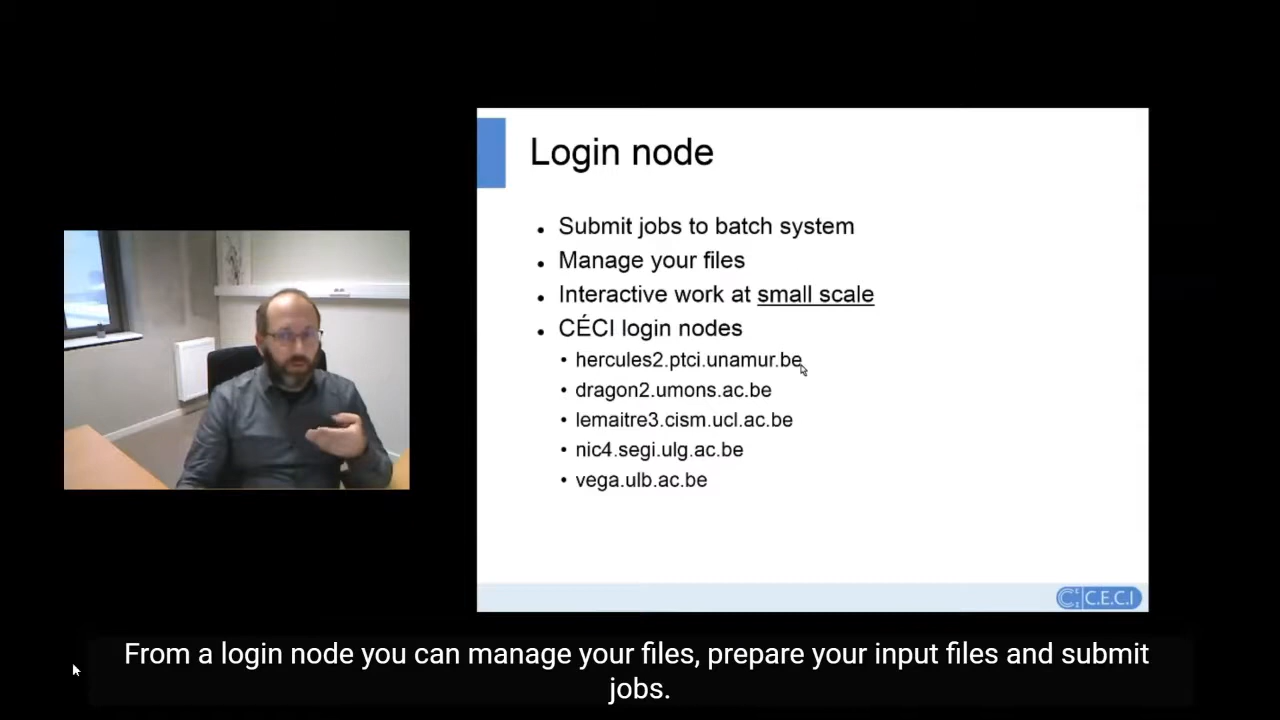 Login node
• Submit jobs to batch system
• Manage your files
• Interactive work at small scale
• CÉCI login nodes
• hercules2.ptci.unamur.be
• dragon2.umons.ac.be
• lemaitre3.cism.ucl.ac.be
• nic4.segi.ulg.ac.be
• vega.ulb.ac.be
C.E.C.I
From a login node you can manage your files, prepare your input files and submit
jobs.